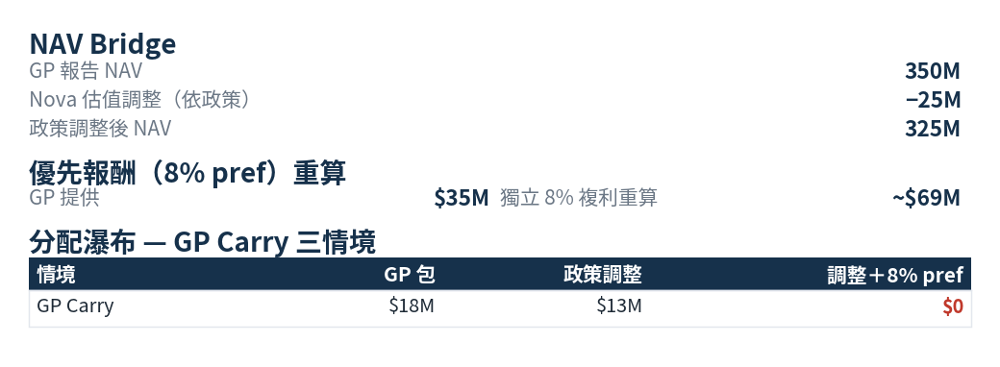 NAV Bridge
GP 報告 NAV 350M
Nova 估值調整（依政策） −25M
政策調整後 NAV 325M
優先報酬（8% pref）重算
GP 提供 $35M 獨立 8% 複利重算 ~$69M
分配瀑布 — GP Carry 三情境
情境 GP 包 政策調整 調整＋8% pref
GP Carry $18M $13M $0